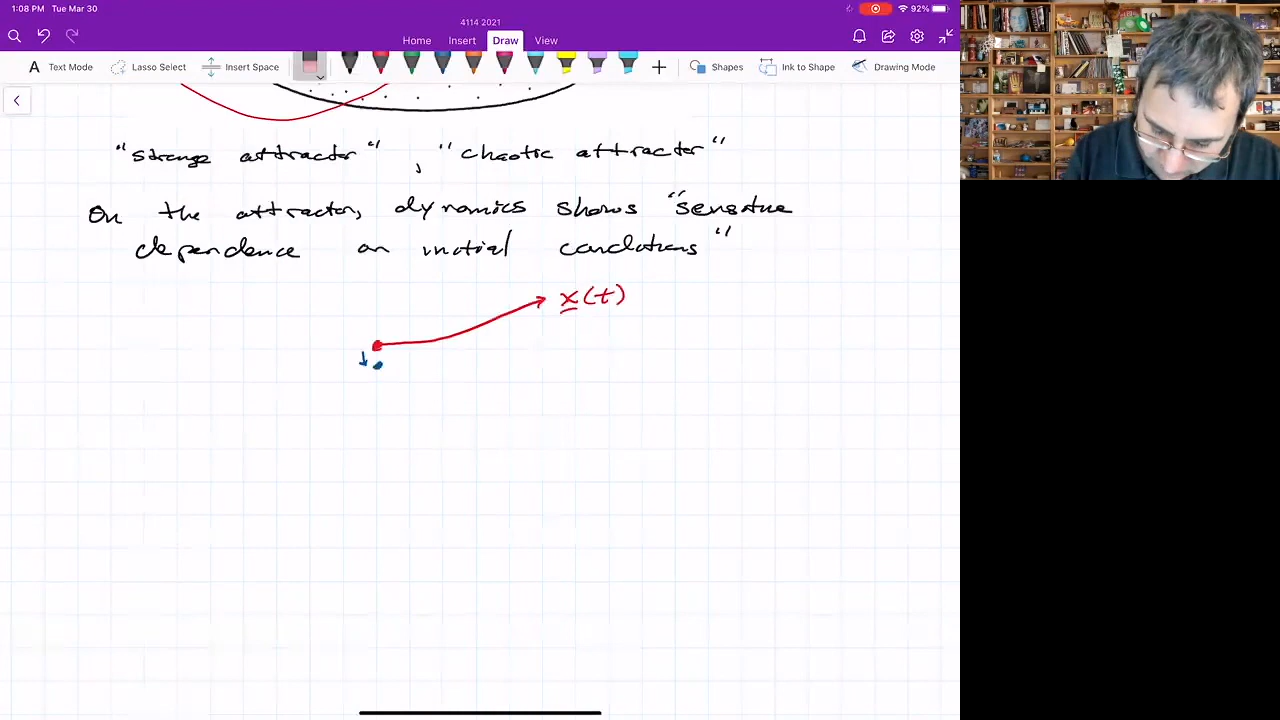 1:08 PM Tue Mar 30
92%
4114 2021
Home Insert Draw View
A Text Mode Lasso Select Insert Space Shapes Ink to Shape Drawing Mode
"strange attractor" , "chaotic attractor"
On the attractor, dynamics shows "sensitive
dependence on initial conditions"
x(t)